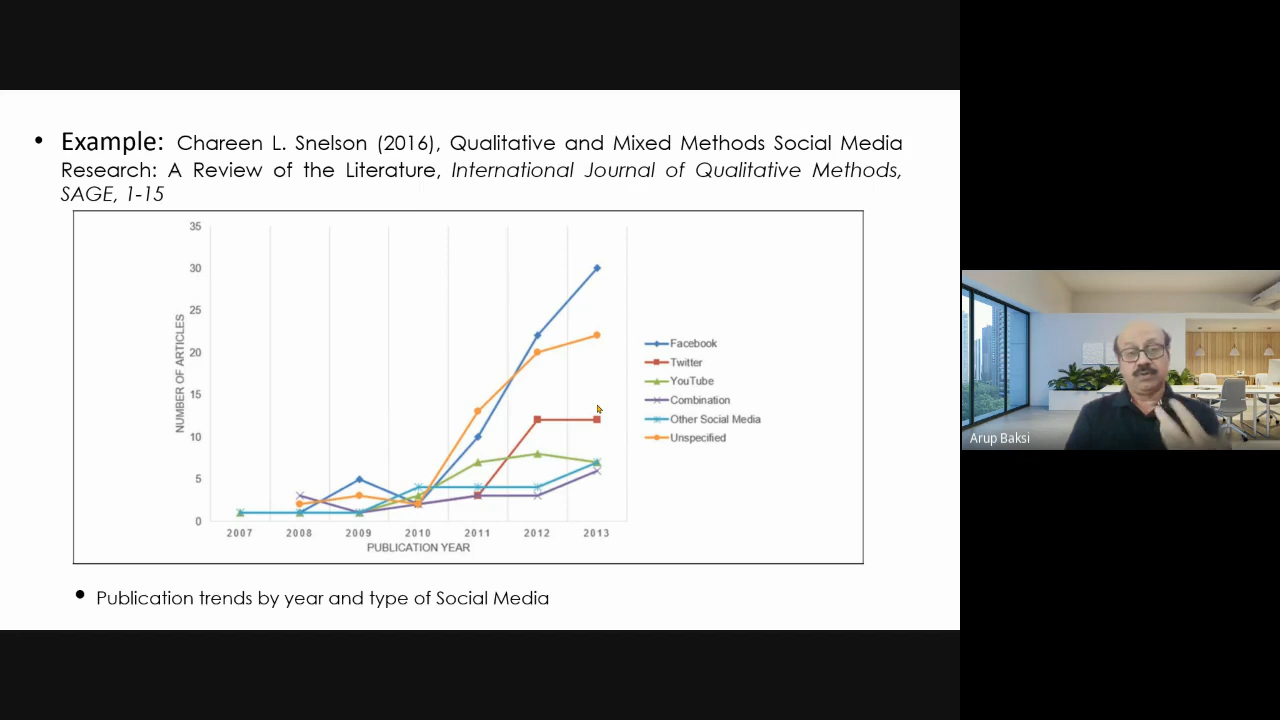 • Example: Chareen L. Snelson (2016), Qualitative and Mixed Methods Social Media
Research: A Review of the Literature, International Journal of Qualitative Methods,
SAGE, 1-15
35
30
25
20
15
10
5
0
NUMBER OF ARTICLES
2007 2008 2009 2010 2011 2012 2013
PUBLICATION YEAR
Facebook
Twitter
YouTube
Combination
Other Social Media
Unspecified
• Publication trends by year and type of Social Media
Arup Baksi